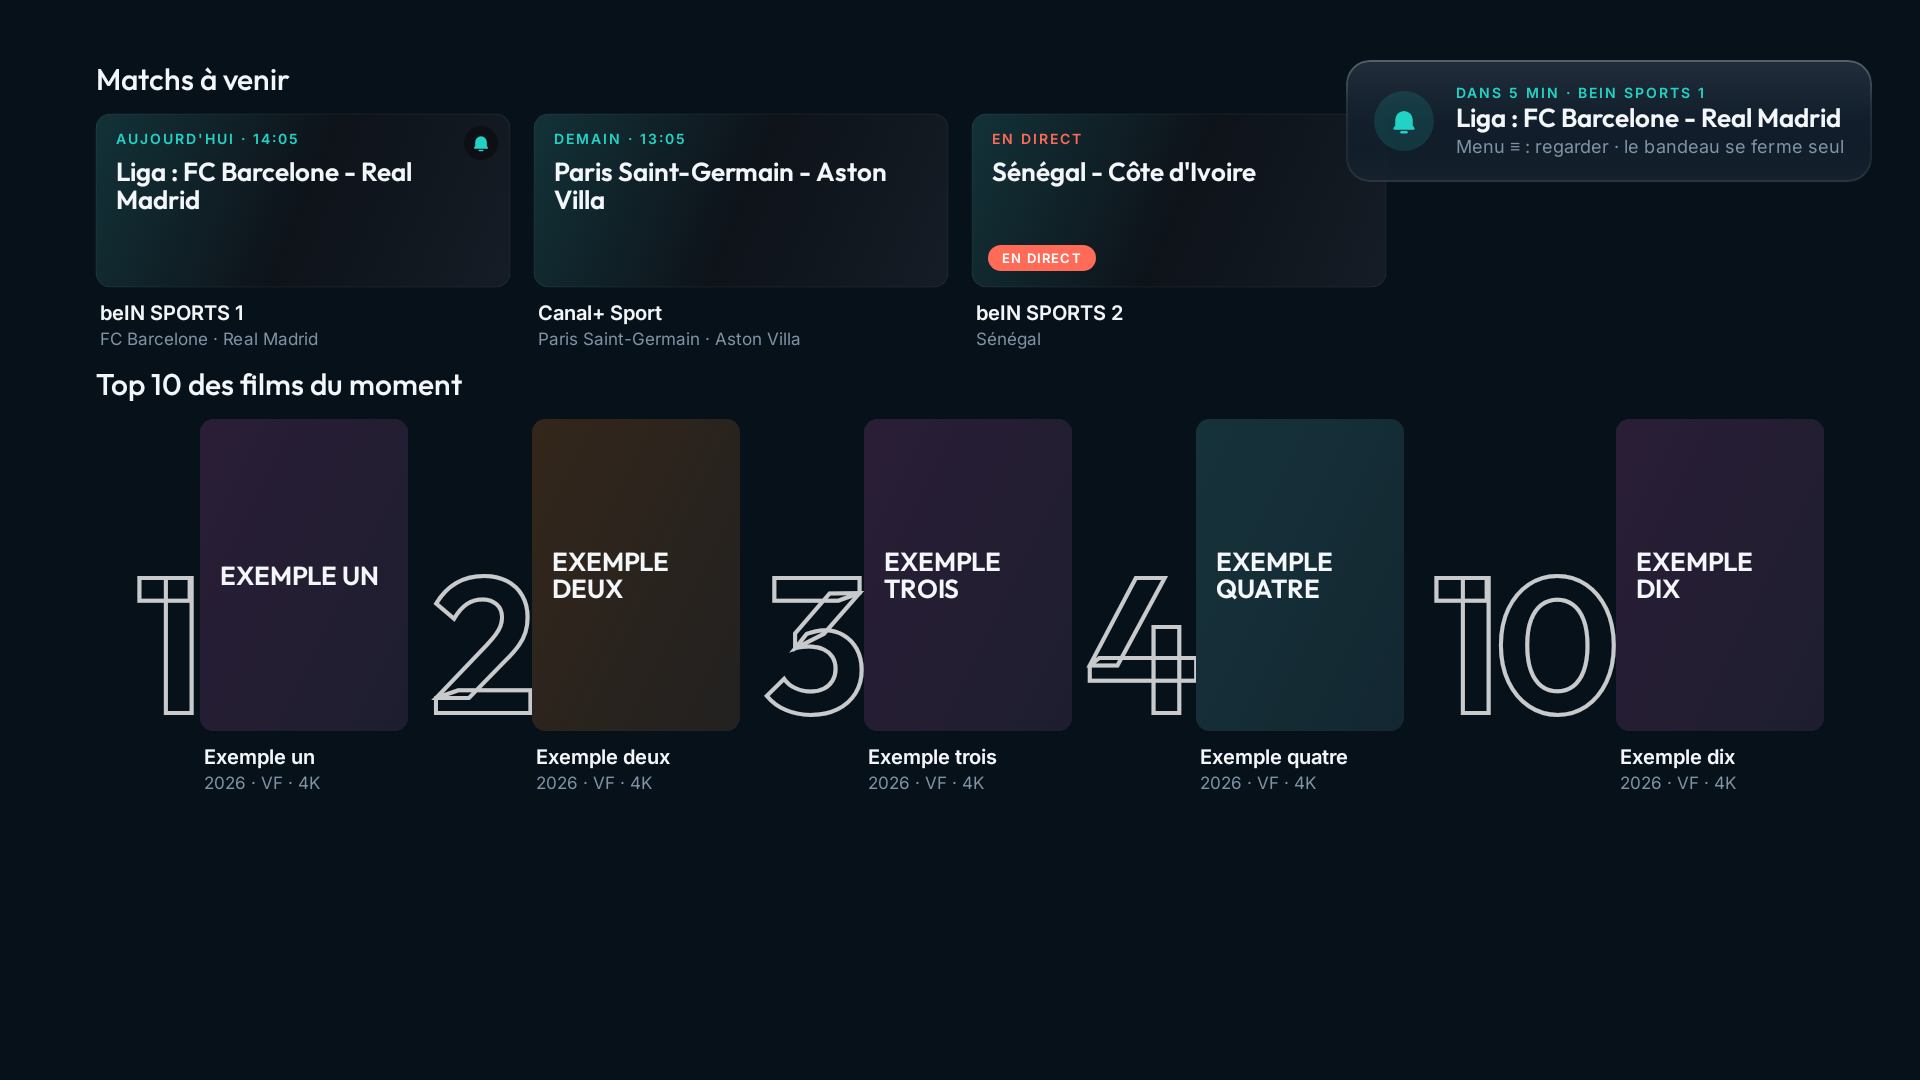 Matchs à venir
DANS 5 MIN · BEIN SPORTS 1
Liga : FC Barcelone - Real Madrid
Menu ≡ : regarder · le bandeau se ferme seul
AUJOURD'HUI · 14:05
Liga : FC Barcelone - Real
Madrid
beIN SPORTS 1
FC Barcelone · Real Madrid
DEMAIN · 13:05
Paris Saint-Germain - Aston
Villa
Canal+ Sport
Paris Saint-Germain · Aston Villa
EN DIRECT
Sénégal - Côte d'Ivoire
EN DIRECT
beIN SPORTS 2
Sénégal
Top 10 des films du moment
1
EXEMPLE UN
Exemple un
2026 · VF · 4K
2
EXEMPLE
DEUX
Exemple deux
2026 · VF · 4K
3
EXEMPLE
TROIS
Exemple trois
2026 · VF · 4K
4
EXEMPLE
QUATRE
Exemple quatre
2026 · VF · 4K
10
EXEMPLE
DIX
Exemple dix
2026 · VF · 4K